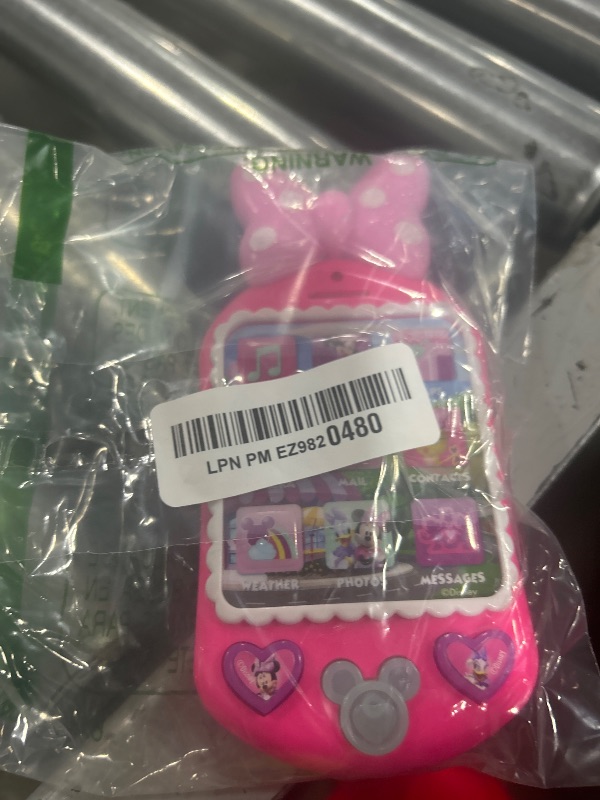 WARNING
LPN PM EZ9820480
MAIL CONTACTS
WEATHER PHOTOS MESSAGES
©Disney